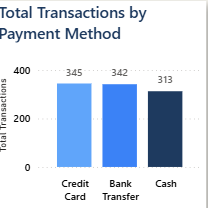 Total Transactions by
Payment Method
Total Transactions
400
200
0
345
342
313
Credit
Card
Bank
Transfer
Cash